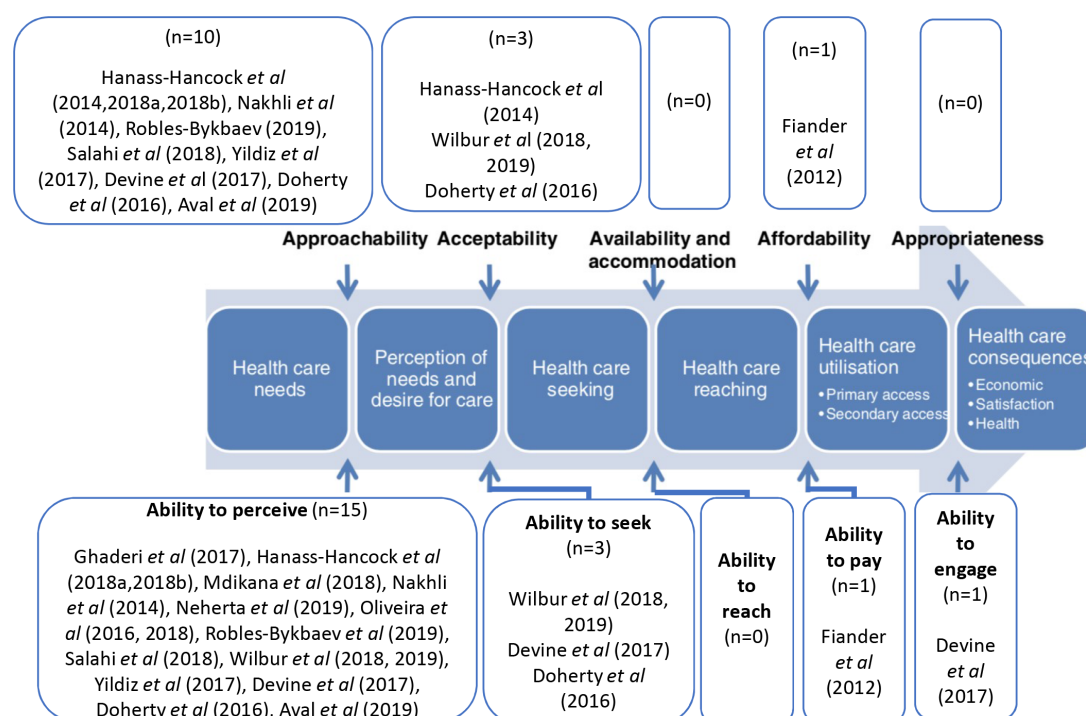 (n=10)
Hanass-Hancock et al
(2014,2018a,2018b), Nakhli et al
(2014), Robles-Bykbaev (2019),
Salahi et al (2018), Yildiz et al
(2017), Devine et al (2017), Doherty
et al (2016), Aval et al (2019)
(n=3)
Hanass-Hancock et al
(2014)
Wilbur et al (2018,
2019)
Doherty et al (2016)
(n=0)
(n=1)
Fiander
et al
(2012)
(n=0)
Approachability
Acceptability
Availability and
accommodation
Affordability
Appropriateness
Health care
needs
Perception of
needs and
desire for care
Health care
seeking
Health care
reaching
Health care
utilisation
• Primary access
• Secondary access
Health care
consequences
• Economic
• Satisfaction
• Health
Ability to perceive (n=15)
Ghaderi et al (2017), Hanass-Hancock et al
(2018a,2018b), Mdikana et al (2018), Nakhli
et al (2014), Neherta et al (2019), Oliveira et
al (2016, 2018), Robles-Bykbaev et al (2019),
Salahi et al (2018), Wilbur et al (2018, 2019),
Yildiz et al (2017), Devine et al (2017),
Doherty et al (2016), Aval et al (2019)
Ability to seek
(n=3)
Wilbur et al (2018,
2019)
Devine et al (2017)
Doherty et al
(2016)
Ability
to
reach
(n=0)
Ability
to pay
(n=1)
Fiander
et al
(2012)
Ability
to
engage
(n=1)
Devine
et al
(2017)